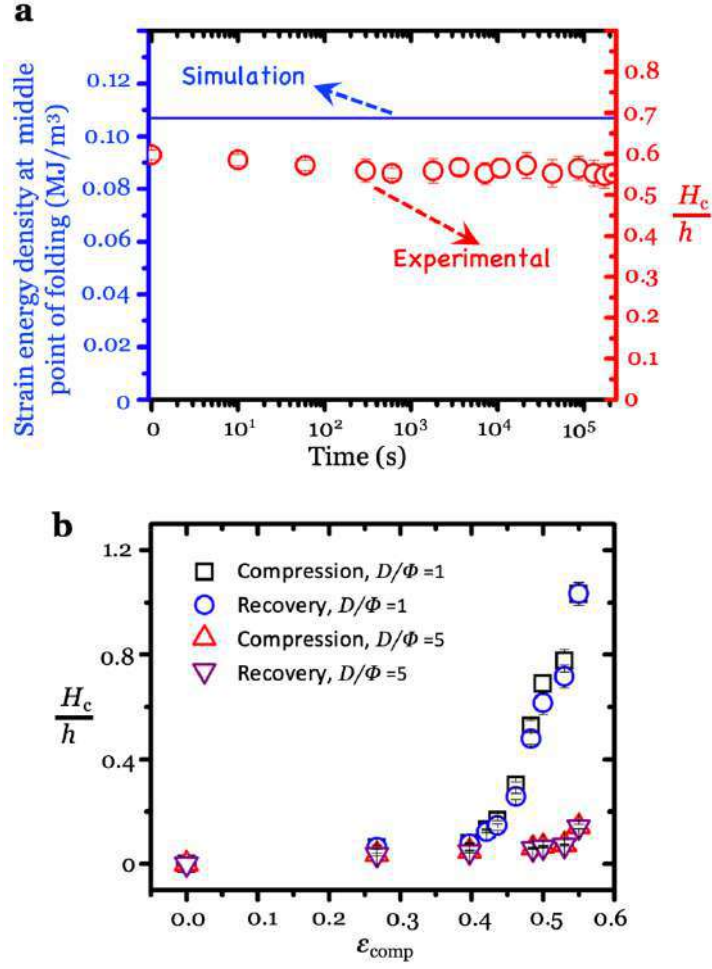 a
Strain energy density at middle
point of folding (MJ/m³)
0.12
0.10
0.08
0.06
0.04
0.02
0
Simulation
Experimental
0.8
0.7
0.6
0.5
0.4
0.3
0.2
0.1
0
H_c
h
0 10¹ 10² 10³ 10⁴ 10⁵
Time (s)
b
1.2
0.8
0.4
0
H_c
h
Compression, D/Φ =1
Recovery, D/Φ =1
Compression, D/Φ =5
Recovery, D/Φ =5
0.0 0.1 0.2 0.3 0.4 0.5 0.6
ε_comp